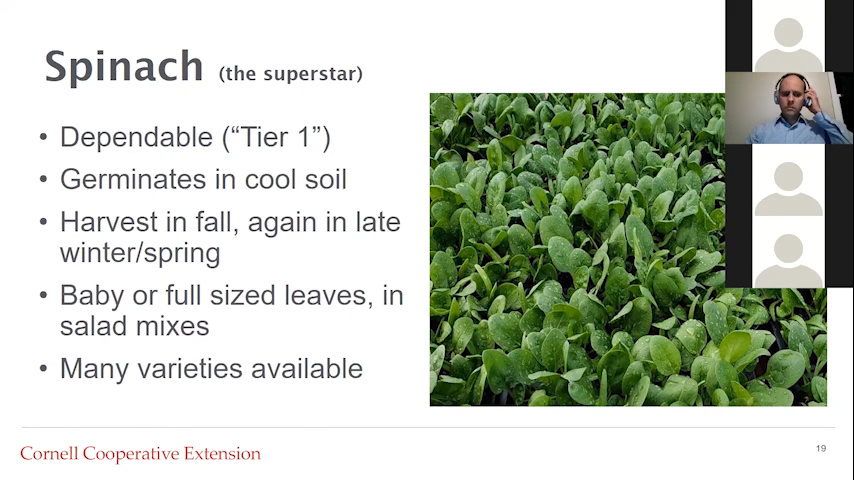 Spinach (the superstar)
• Dependable (“Tier 1”)
• Germinates in cool soil
• Harvest in fall, again in late
winter/spring
• Baby or full sized leaves, in
salad mixes
• Many varieties available
Cornell Cooperative Extension
19